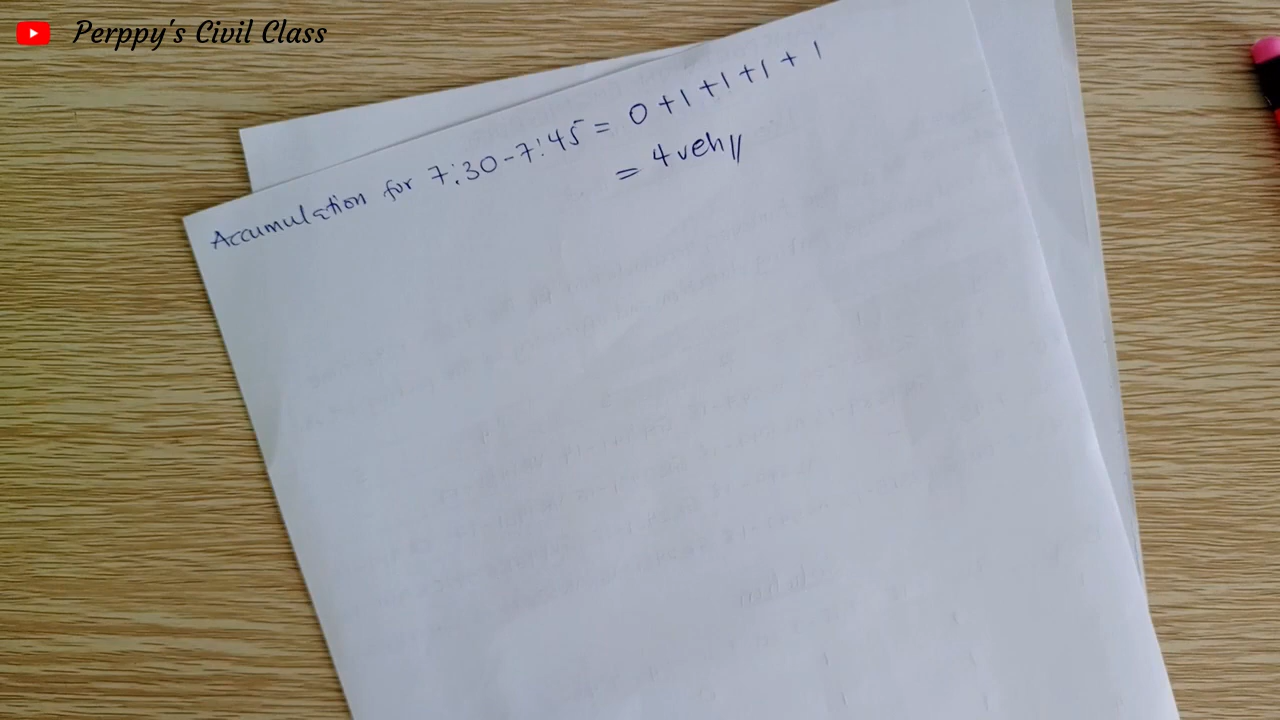 Perppy's Civil Class
Accumulation for 7:30-7:45 = 0+1+1+1+1
= 4 veh//